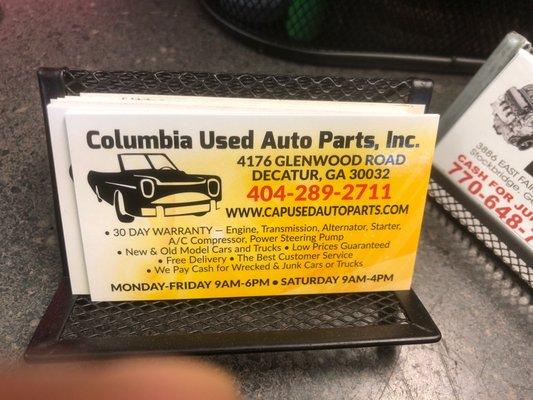 Columbia Used Auto Parts, Inc.
4176 GLENWOOD ROAD
DECATUR, GA 30032
404-289-2711
WWW.CAPUSEDAUTOPARTS.COM
• 30 DAY WARRANTY — Engine, Transmission, Alternator, Starter,
A/C Compressor, Power Steering Pump
• New & Old Model Cars and Trucks • Low Prices Guaranteed
• Free Delivery • The Best Customer Service
• We Pay Cash for Wrecked & Junk Cars or Trucks
MONDAY-FRIDAY 9AM-6PM • SATURDAY 9AM-4PM
3886 EAST
Stockbridge, G
CASH FOR JU
770-648-